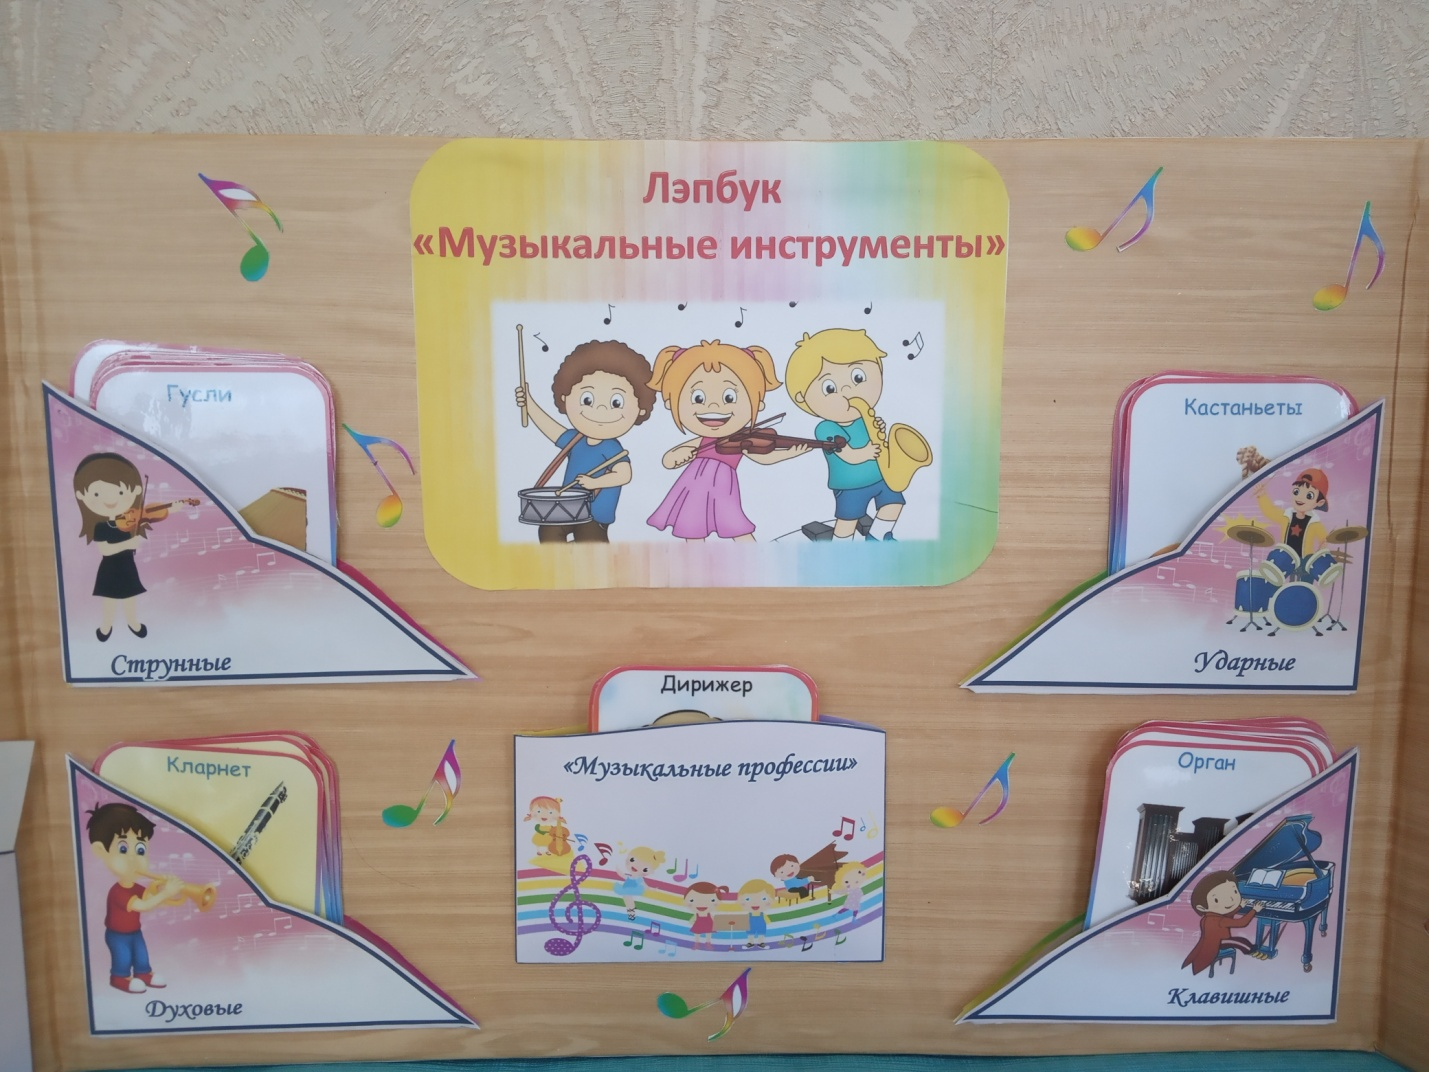 Лэпбук
«Музыкальные инструменты»
Гусли
Струнные
Кастаньеты
Ударные
Дирижер
«Музыкальные профессии»
Кларнет
Духовые
Орган
Клавишные